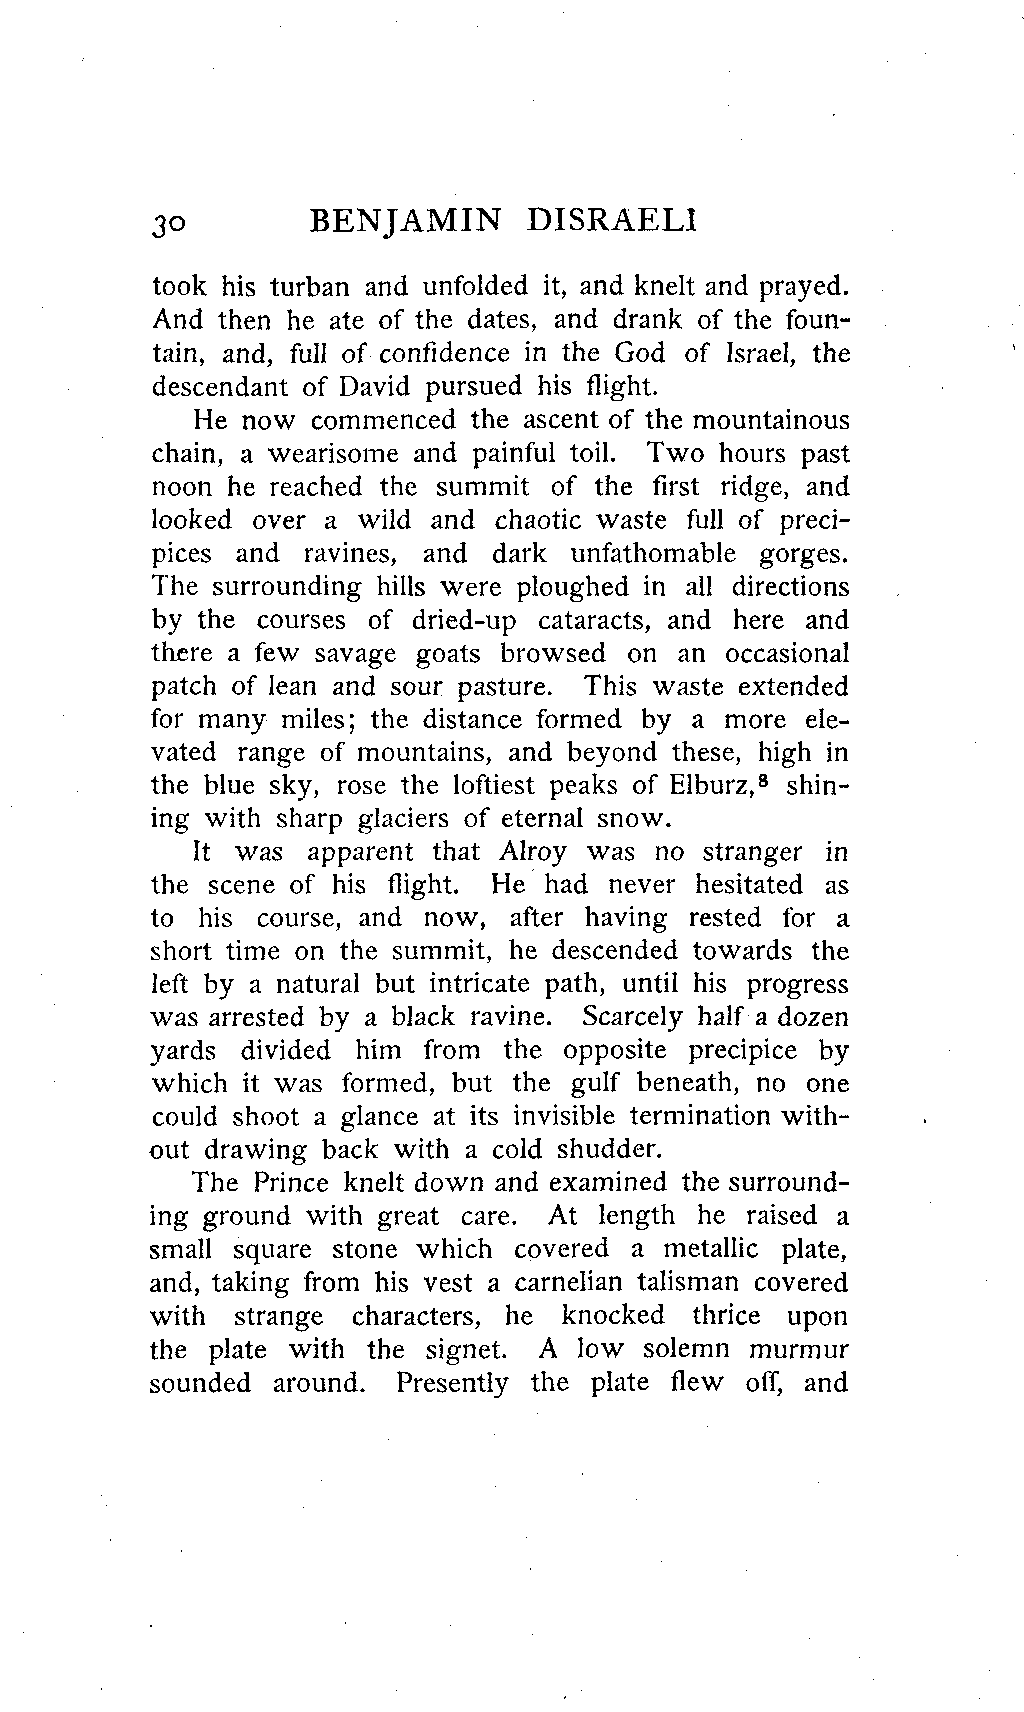 30 BENJAMIN DISRAELI
took his turban and unfolded it, and knelt and prayed.
And then he ate of the dates, and drank of the foun-
tain, and, full of confidence in the God of Israel, the
descendant of David pursued his flight.
He now commenced the ascent of the mountainous
chain, a wearisome and painful toil. Two hours past
noon he reached the summit of the first ridge, and
looked over a wild and chaotic waste full of preci-
pices and ravines, and dark unfathomable gorges.
The surrounding hills were ploughed in all directions
by the courses of dried-up cataracts, and here and
there a few savage goats browsed on an occasional
patch of lean and sour pasture. This waste extended
for many miles; the distance formed by a more ele-
vated range of mountains, and beyond these, high in
the blue sky, rose the loftiest peaks of Elburz,⁸ shin-
ing with sharp glaciers of eternal snow.
It was apparent that Alroy was no stranger in
the scene of his flight. He had never hesitated as
to his course, and now, after having rested for a
short time on the summit, he descended towards the
left by a natural but intricate path, until his progress
was arrested by a black ravine. Scarcely half a dozen
yards divided him from the opposite precipice by
which it was formed, but the gulf beneath, no one
could shoot a glance at its invisible termination with-
out drawing back with a cold shudder.
The Prince knelt down and examined the surround-
ing ground with great care. At length he raised a
small square stone which covered a metallic plate,
and, taking from his vest a carnelian talisman covered
with strange characters, he knocked thrice upon
the plate with the signet. A low solemn murmur
sounded around. Presently the plate flew off, and